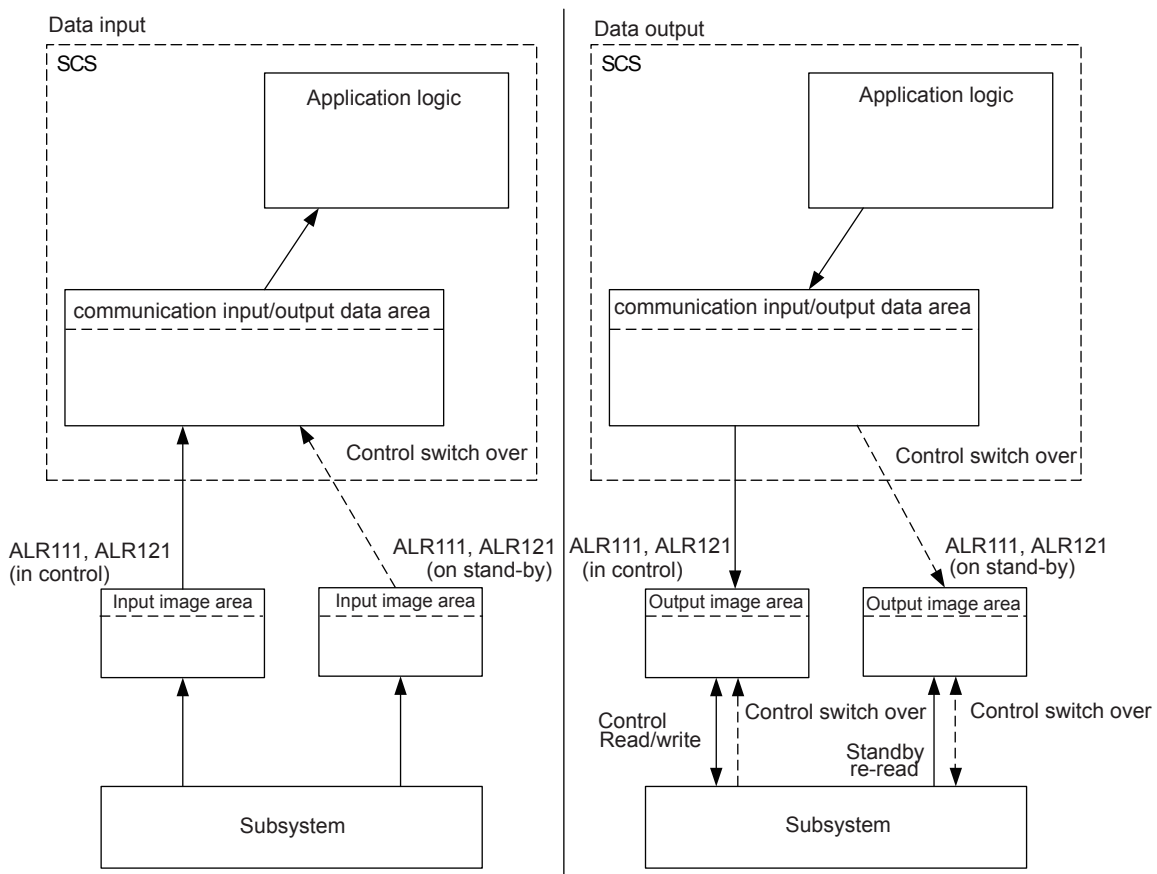 Data input
SCS
Application logic
communication input/output data area
Control switch over
ALR111, ALR121
(in control)
ALR111, ALR121
(on stand-by)
Input image area
Input image area
Subsystem
Data output
SCS
Application logic
communication input/output data area
Control switch over
ALR111, ALR121
(in control)
ALR111, ALR121
(on stand-by)
Output image area
Output image area
Control
Read/write
Control switch over
Standby
re-read
Control switch over
Subsystem